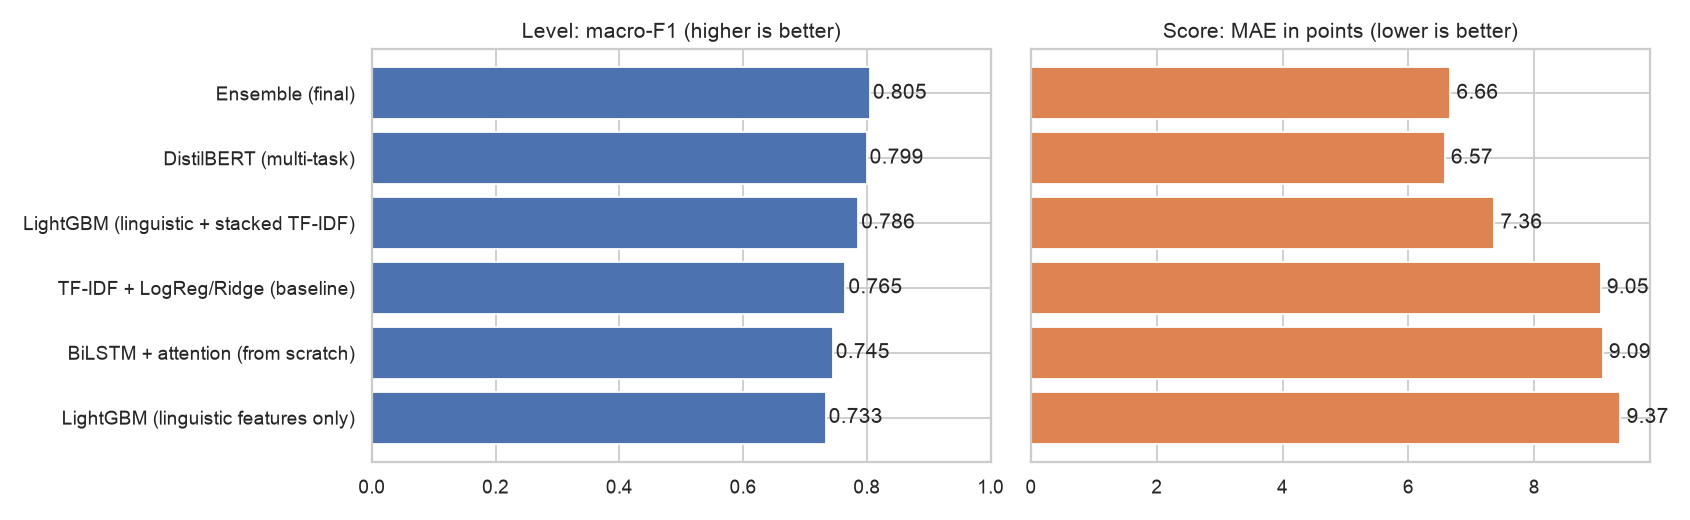 Level: macro-F1 (higher is better)
Score: MAE in points (lower is better)
Ensemble (final)
0.805
6.66
DistilBERT (multi-task)
0.799
6.57
LightGBM (linguistic + stacked TF-IDF)
0.786
7.36
TF-IDF + LogReg/Ridge (baseline)
0.765
9.05
BiLSTM + attention (from scratch)
0.745
9.09
LightGBM (linguistic features only)
0.733
9.37
0.0 0.2 0.4 0.6 0.8 1.0
0 2 4 6 8